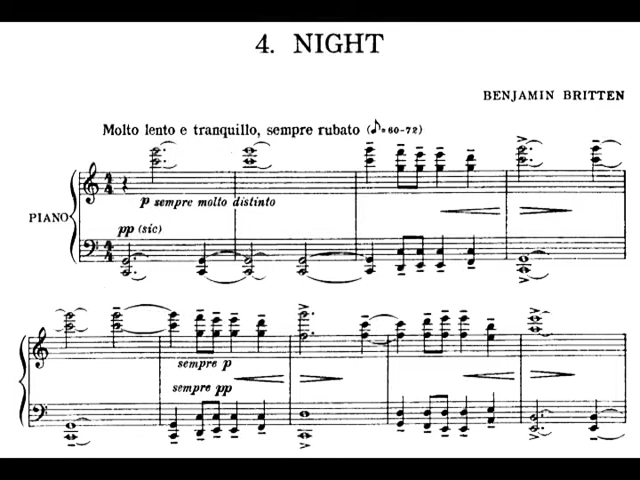 4. NIGHT
BENJAMIN BRITTEN
Molto lento e tranquillo, sempre rubato (♪=60-72)
p sempre molto distinto
PIANO
pp (sic)
sempre p
sempre pp